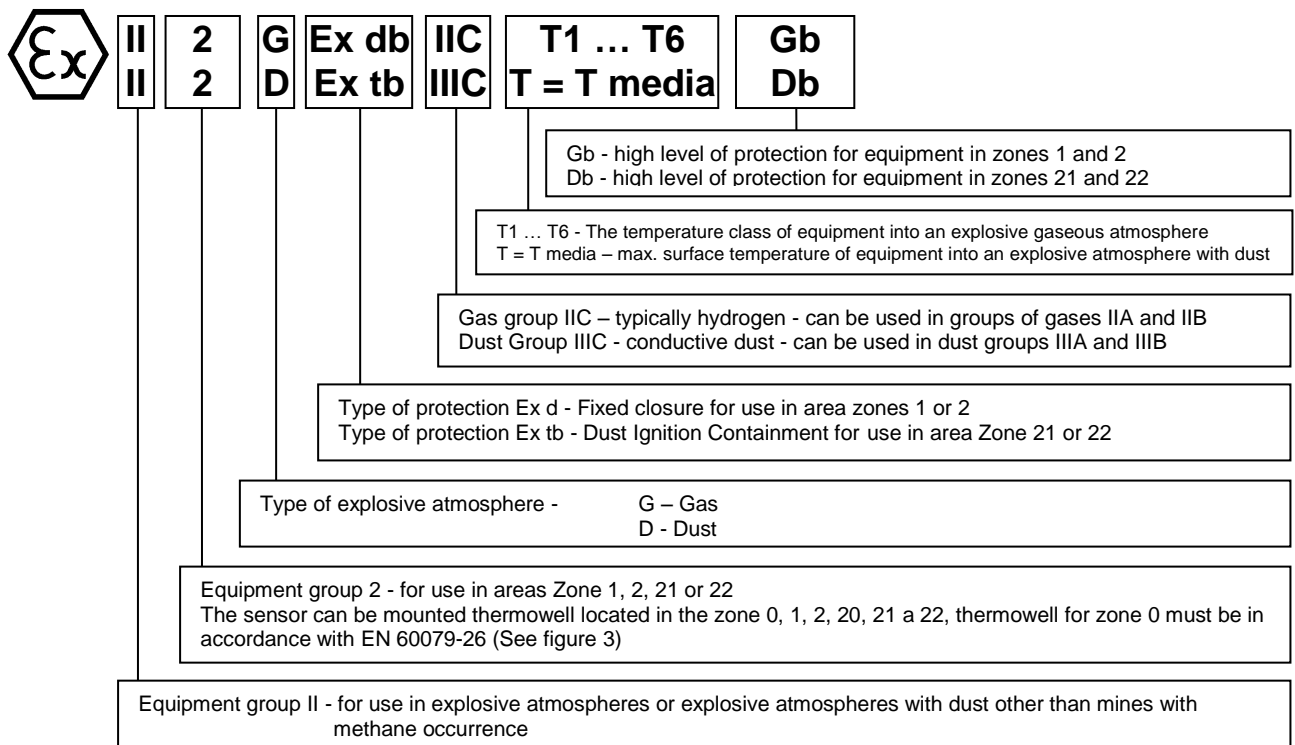 Ex II 2 G Ex db IIC T1 … T6 Gb
II 2 D Ex tb IIIC T = T media Db
Gb - high level of protection for equipment in zones 1 and 2
Db - high level of protection for equipment in zones 21 and 22
T1 … T6 - The temperature class of equipment into an explosive gaseous atmosphere
T = T media – max. surface temperature of equipment into an explosive atmosphere with dust
Gas group IIC – typically hydrogen - can be used in groups of gases IIA and IIB
Dust Group IIIC - conductive dust - can be used in dust groups IIIA and IIIB
Type of protection Ex d - Fixed closure for use in area zones 1 or 2
Type of protection Ex tb - Dust Ignition Containment for use in area Zone 21 or 22
Type of explosive atmosphere - G – Gas
D - Dust
Equipment group 2 - for use in areas Zone 1, 2, 21 or 22
The sensor can be mounted thermowell located in the zone 0, 1, 2, 20, 21 a 22, thermowell for zone 0 must be in
accordance with EN 60079-26 (See figure 3)
Equipment group II - for use in explosive atmospheres or explosive atmospheres with dust other than mines with
methane occurrence